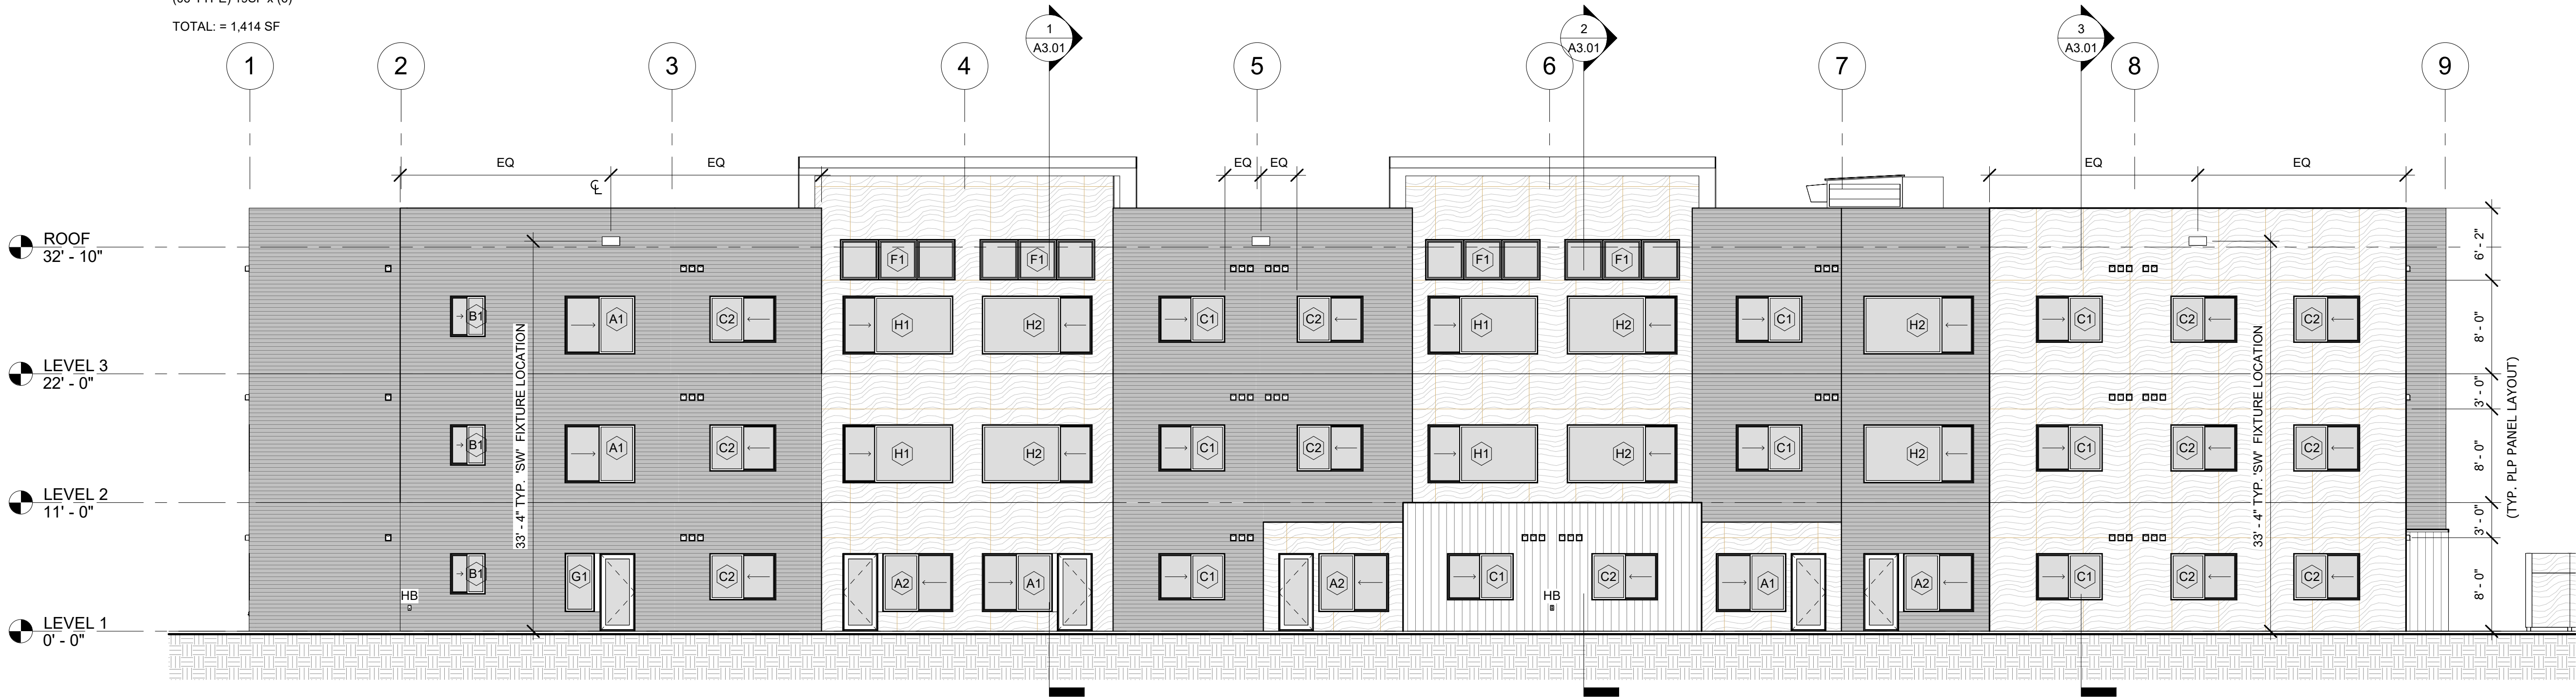 TOTAL: = 1,414 SF
1
A3.01
2
A3.01
3
A3.01
1 2 3 4 5 6 7 8 9
EQ EQ EQ EQ EQ EQ
℄
ROOF
32' - 10"
F1 F1 F1 F1
6' - 2"
B1 A1 C2 H1 H2 C1 C2 H1 H2 C1 H2 C1 C2 C2
8' - 0"
LEVEL 3
22' - 0"
3' - 0"
33' - 4" TYP. 'SW' FIXTURE LOCATION
33' - 4" TYP. 'SW' FIXTURE LOCATION
(TYP. PLP PANEL LAYOUT)
B1 A1 C2 H1 H2 C1 C2 H1 H2 C1 H2 C1 C2 C2
8' - 0"
LEVEL 2
11' - 0"
3' - 0"
B1 G1 C2 A2 A1 C1 A2 C1 C2 A1 A2 C1 C2 C2
8' - 0"
HB HB
LEVEL 1
0' - 0"